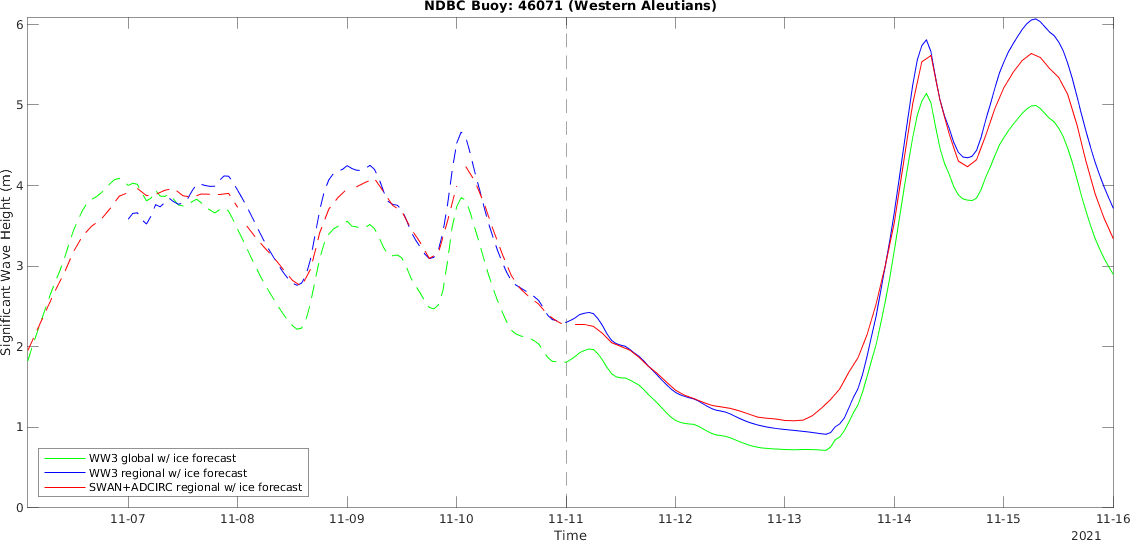 NDBC Buoy: 46071 (Western Aleutians)
Significant Wave Height (m)
6
5
4
3
2
1
0
WW3 global w/ ice forecast
WW3 regional w/ ice forecast
SWAN+ADCIRC regional w/ ice forecast
11-07 11-08 11-09 11-10 11-11 11-12 11-13 11-14 11-15 11-16
Time
2021